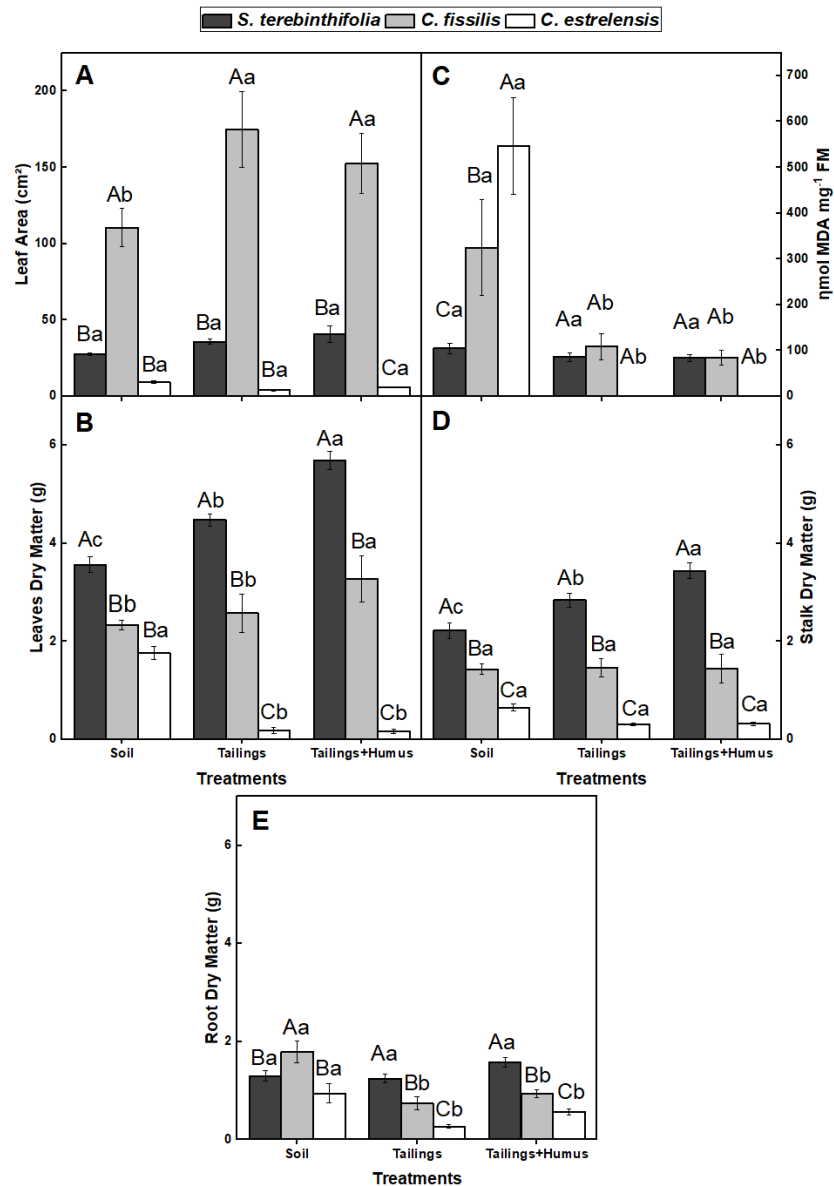 S. terebinthifolia C. fissilis C. estrelensis
A
Leaf Area (cm²)
200
150
100
50
0
Ba Ab Ba
Ba Aa Ba
Ba Aa Ca
C
ηmol MDA mg⁻¹ FM
700
600
500
400
300
200
100
0
Ca Ba Aa
Aa Ab Ab
Aa Ab Ab
B
Leaves Dry Matter (g)
6
4
2
0
Ac Bb Ba
Ab Bb Cb
Aa Ba Cb
Soil Tailings Tailings+Humus
Treatments
D
Stalk Dry Matter (g)
6
4
2
0
Ac Ba Ca
Ab Ba Ca
Aa Ba Ca
Soil Tailings Tailings+Humus
Treatments
E
Root Dry Matter (g)
6
4
2
0
Ba Aa Ba
Aa Bb Cb
Aa Bb Cb
Soil Tailings Tailings+Humus
Treatments